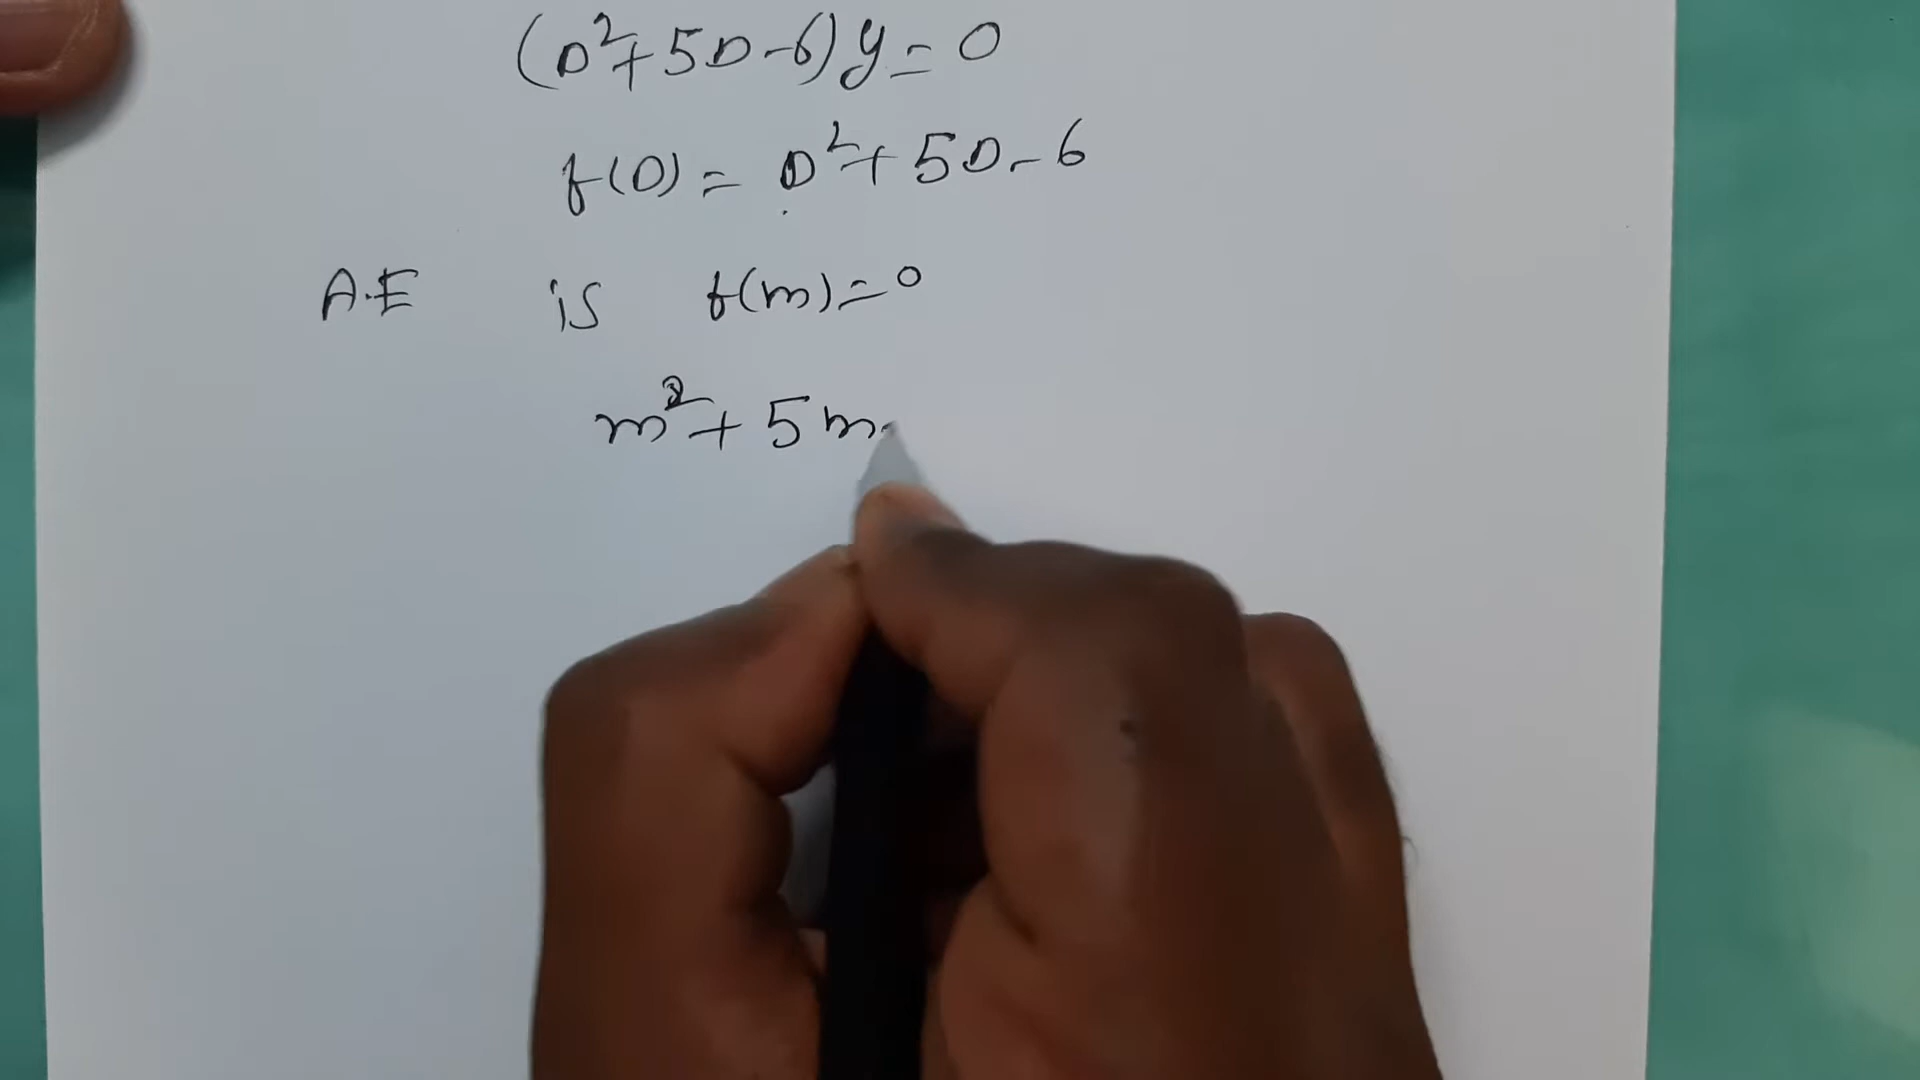 (D²+5D-6)y=0
f(D) = D²+5D-6
A.E is f(m)=0
m²+5m